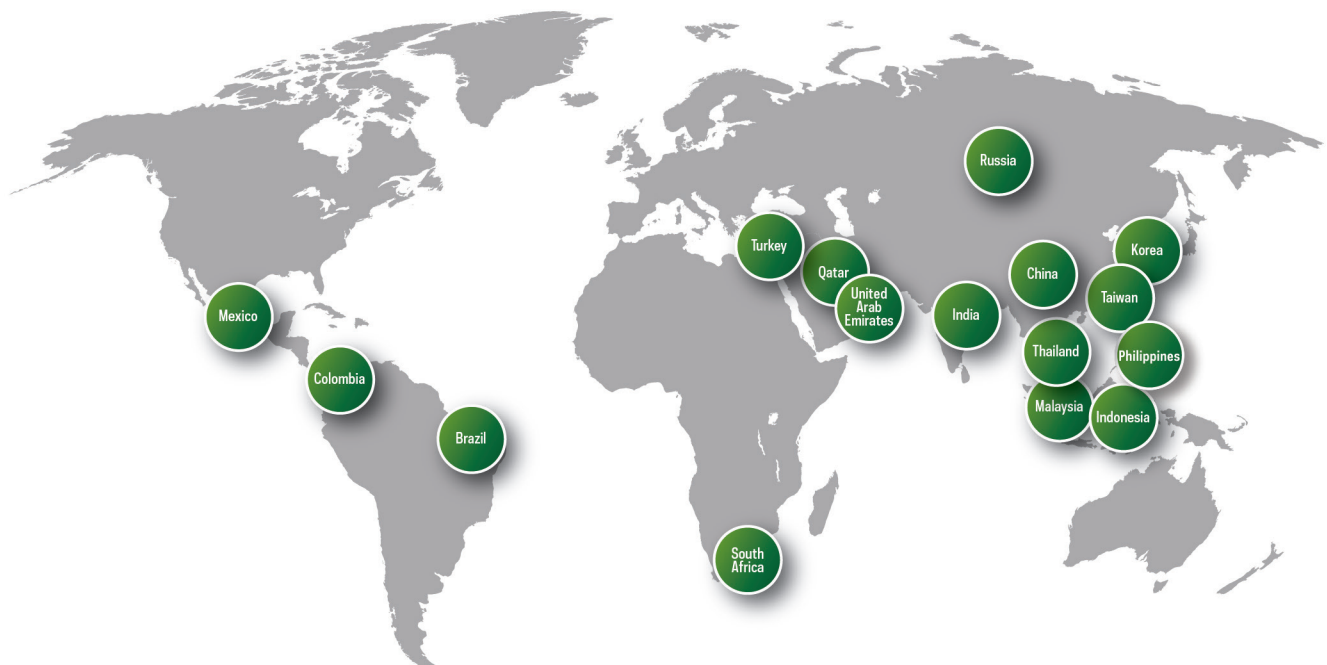 Russia
Turkey
Korea
Qatar
China
United
Arab
Emirates
Taiwan
Mexico
India
Thailand
Philippines
Colombia
Malaysia
Indonesia
Brazil
South
Africa